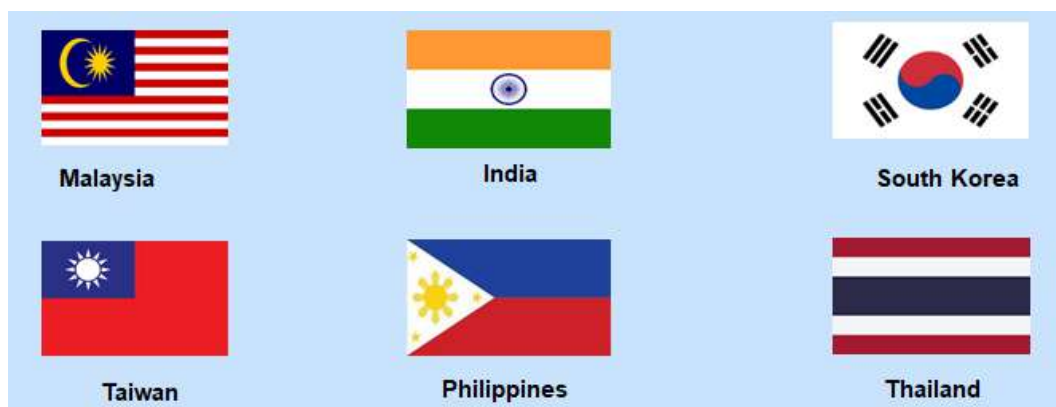 Malaysia
India
South Korea
Taiwan
Philippines
Thailand